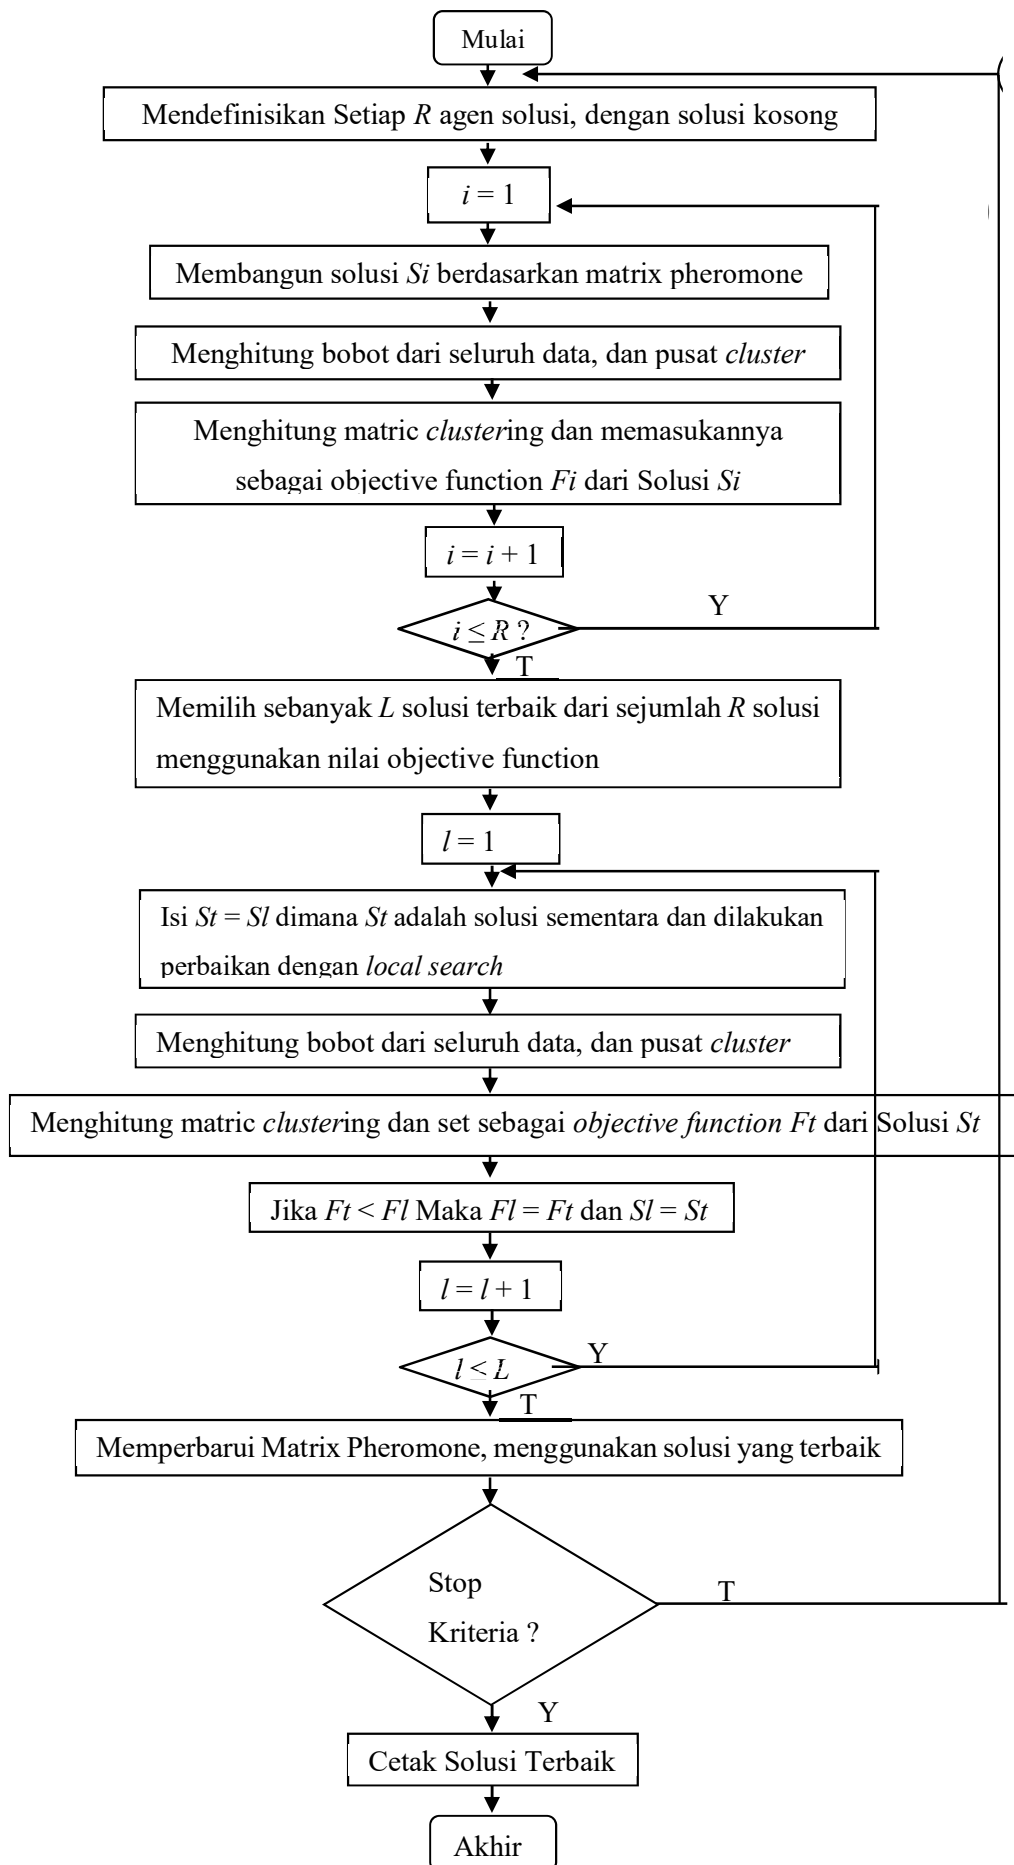 Mulai
Mendefinisikan Setiap R agen solusi, dengan solusi kosong
i = 1
Membangun solusi Si berdasarkan matrix pheromone
Menghitung bobot dari seluruh data, dan pusat cluster
Menghitung matric clustering dan memasukannya
sebagai objective function Fi dari Solusi Si
i = i + 1
Y
i ≤ R ?
T
Memilih sebanyak L solusi terbaik dari sejumlah R solusi
menggunakan nilai objective function
l = 1
Isi St = Sl dimana St adalah solusi sementara dan dilakukan
perbaikan dengan local search
Menghitung bobot dari seluruh data, dan pusat cluster
Menghitung matric clustering dan set sebagai objective function Ft dari Solusi St
Jika Ft < Fl Maka Fl = Ft dan Sl = St
l = l + 1
Y
l ≤ L
T
Memperbarui Matrix Pheromone, menggunakan solusi yang terbaik
Stop
T
Kriteria ?
Y
Cetak Solusi Terbaik
Akhir